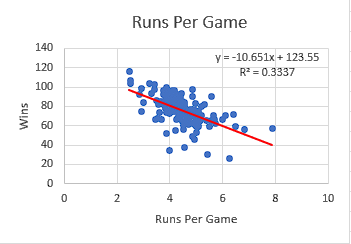 Runs Per Game
y = -10.651x + 123.55
R² = 0.3337
140
120
100
80
60
40
20
0
Wins
0 2 4 6 8 10
Runs Per Game